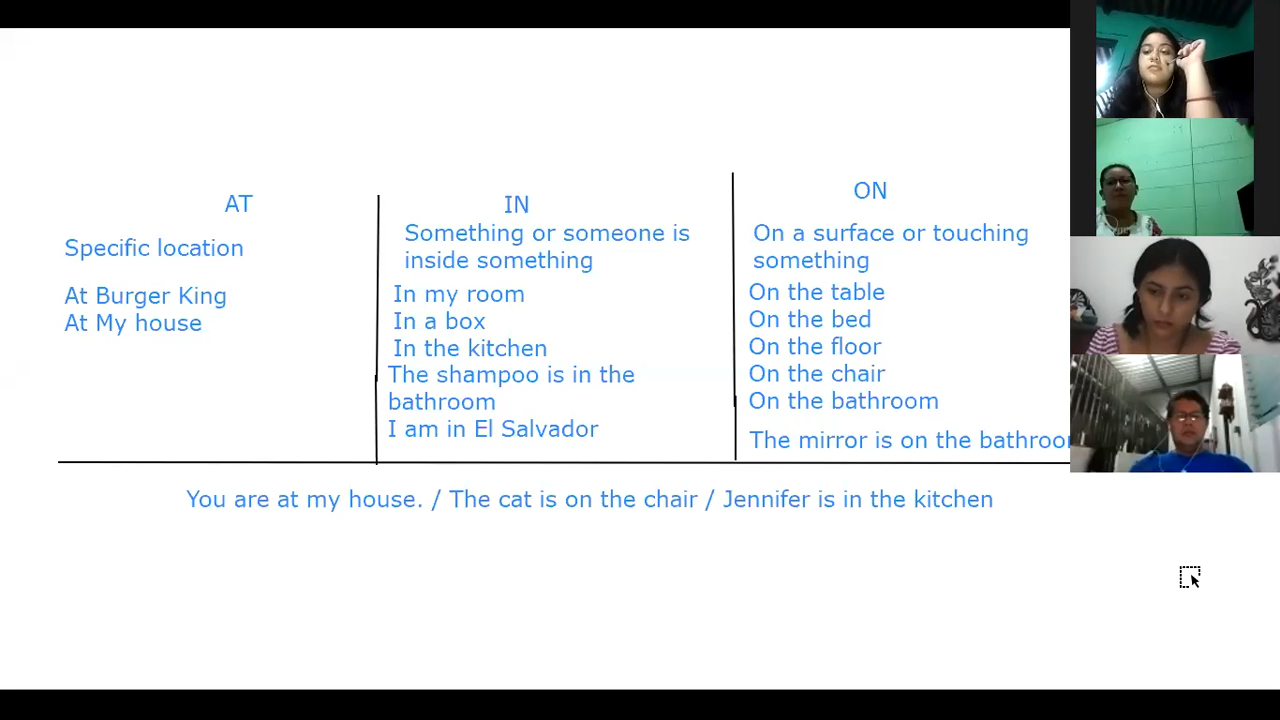 AT
Specific location
At Burger King
At My house
IN
Something or someone is
inside something
In my room
In a box
In the kitchen
The shampoo is in the
bathroom
I am in El Salvador
ON
On a surface or touching
something
On the table
On the bed
On the floor
On the chair
On the bathroom
The mirror is on the
You are at my house. / The cat is on the chair / Jennifer is in the kitchen